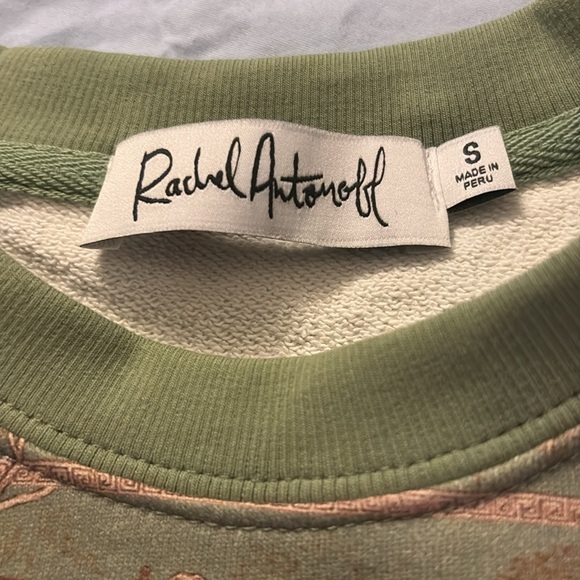 Rachel Antonoff
S
MADE IN
PERU